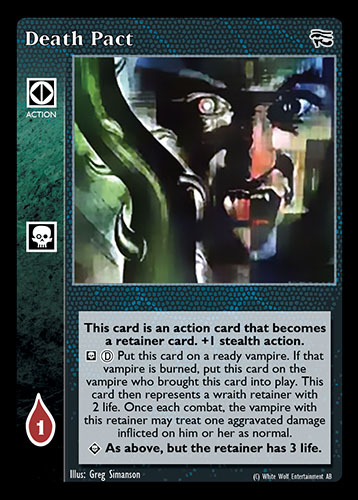 Death Pact
ACTION
This card is an action card that becomes
a retainer card. +1 stealth action.
Ⓓ Put this card on a ready vampire. If that
vampire is burned, put this card on the
vampire who brought this card into play. This
card then represents a wraith retainer with
2 life. Once each combat, the vampire with
this retainer may treat one aggravated damage
inflicted on him or her as normal.
As above, but the retainer has 3 life.
1
Illus: Greg Simanson
(C) White Wolf Entertainment AB